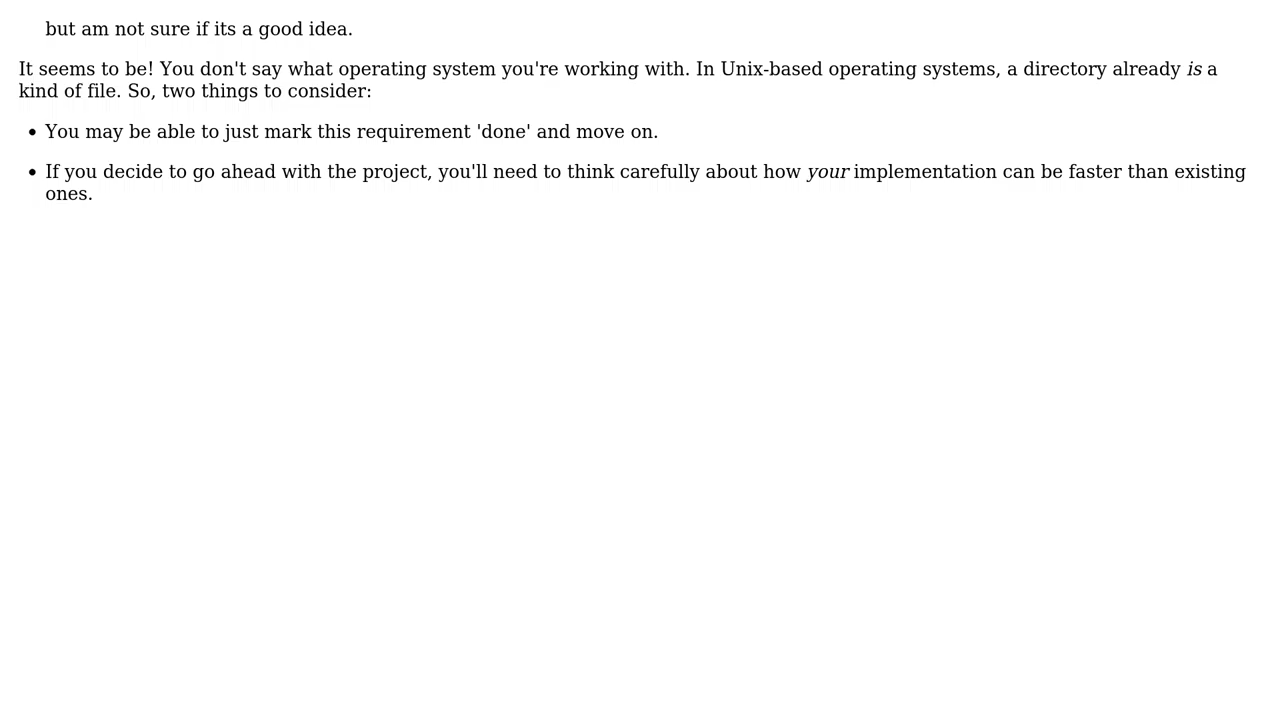 but am not sure if its a good idea.
It seems to be! You don't say what operating system you're working with. In Unix-based operating systems, a directory already is a
kind of file. So, two things to consider:
• You may be able to just mark this requirement 'done' and move on.
• If you decide to go ahead with the project, you'll need to think carefully about how your implementation can be faster than existing
ones.